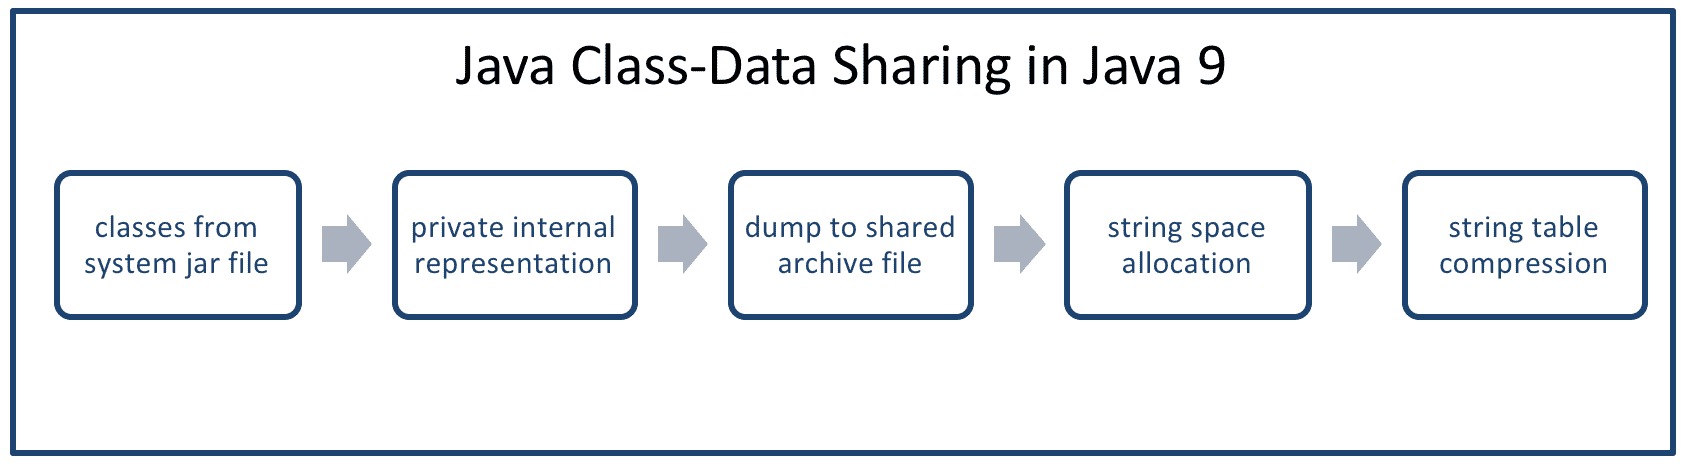 Java Class-Data Sharing in Java 9
classes from
system jar file
private internal
representation
dump to shared
archive file
string space
allocation
string table
compression